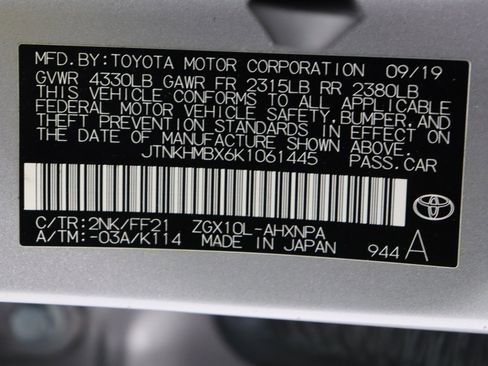 MFD.BY:TOYOTA MOTOR CORPORATION 09/19
GVWR 4330LB GAWR FR 2315LB RR 2380LB
THIS VEHICLE CONFORMS TO ALL APPLICABLE
FEDERAL MOTOR VEHICLE SAFETY,BUMPER,AND
THEFT PREVENTION STANDARDS IN EFFECT ON
THE DATE OF MANUFACTURE SHOWN ABOVE.
JTNKHMBX6K1061445 PASS.CAR
C/TR:2NK/FF21 ZGX10L-AHXNPA
A/TM:-03A/K114 MADE IN JAPAN 944 A